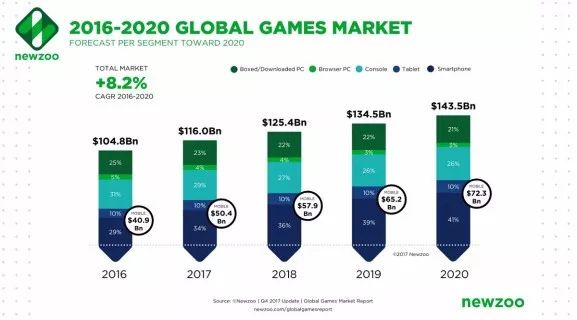 newzoo
2016-2020 GLOBAL GAMES MARKET
FORECAST PER SEGMENT TOWARD 2020
TOTAL MARKET
+8.2%
CAGR 2016-2020
Boxed/Downloaded PC Browser PC Console Tablet Smartphone
$104.8Bn
25%
5%
31%
10%
29%
MOBILE
$40.9
Bn
2016
$116.0Bn
23%
4%
29%
10%
34%
MOBILE
$50.4
Bn
2017
$125.4Bn
22%
4%
27%
10%
36%
MOBILE
$57.9
Bn
2018
$134.5Bn
22%
3%
26%
10%
39%
MOBILE
$65.2
Bn
2019
$143.5Bn
21%
3%
26%
10%
41%
MOBILE
$72.3
Bn
2020
©2017 Newzoo
Source: ©Newzoo | Q4 2017 Update | Global Games Market Report
newzoo.com/globalgamesreport
newzoo